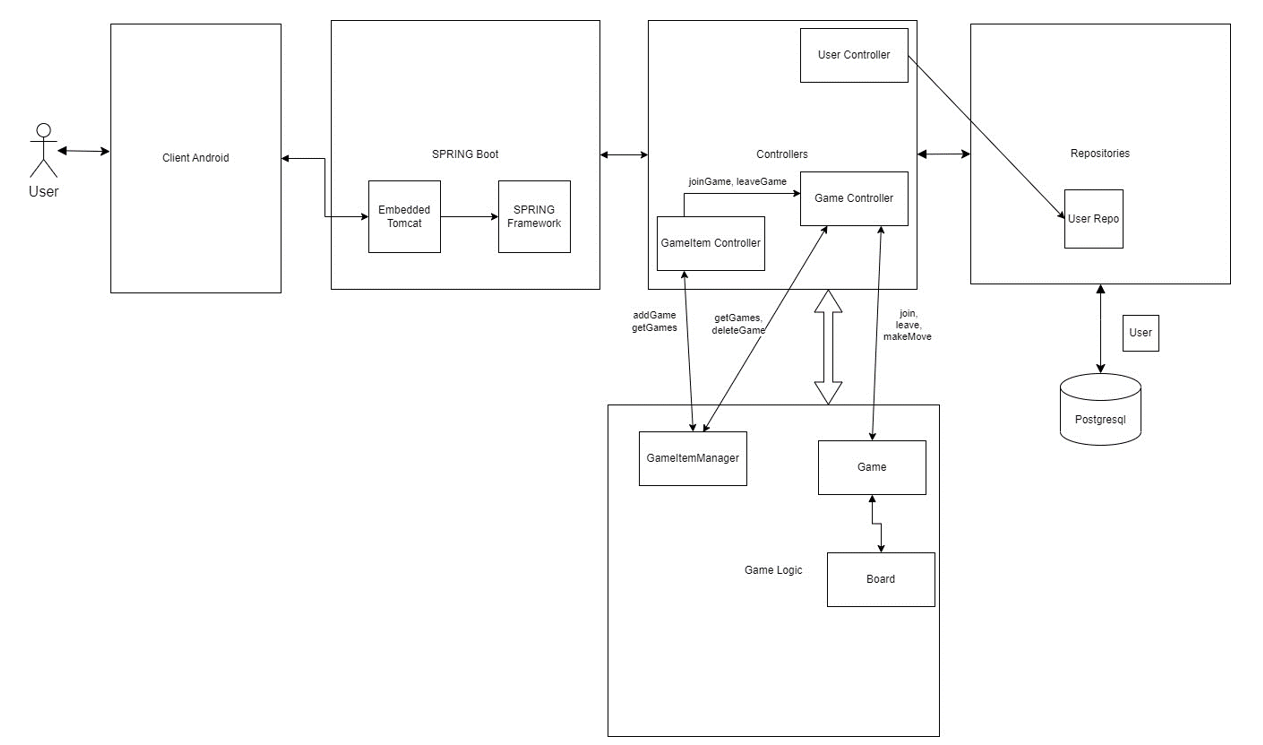 User
Client Android
SPRING Boot
Embedded
Tomcat
SPRING
Framework
Controllers
User Controller
joinGame, leaveGame
Game Controller
GameItem Controller
Repositories
User Repo
addGame
getGames
getGames,
deleteGame
join,
leave,
makeMove
User
Postgresql
GameItemManager
Game
Game Logic
Board